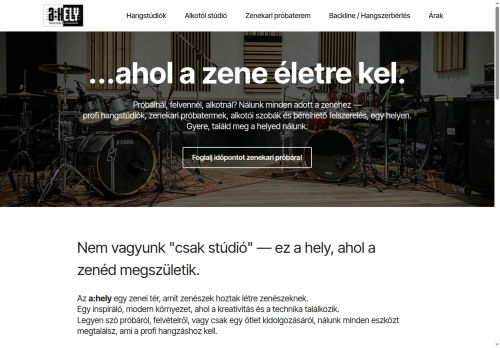 a:HELY
Hangstúdiók Alkotói stúdió Zenekari próbaterem Backline / Hangszerbérlés Árak
...ahol a zene életre kel.
Próbálnál, felvennél, alkotnál? Nálunk minden adott a zenéhez —
profi hangstúdiók, zenekari próbatermek, alkotói szobák és bérelhető felszerelés, egy helyen.
Gyere, találd meg a helyed nálunk.
Foglalj időpontot zenekari próbára!
TAMA
Nem vagyunk "csak stúdió" — ez a hely, ahol a
zenéd megszületik.
Az a:hely egy zenei tér, amit zenészek hoztak létre zenészeknek.
Egy inspiráló, modern környezet, ahol a kreativitás és a technika találkozik.
Legyen szó próbáról, felvételről, vagy csak egy ötlet kidolgozásáról, nálunk minden eszközt
megtalálsz, ami a profi hangzáshoz kell.